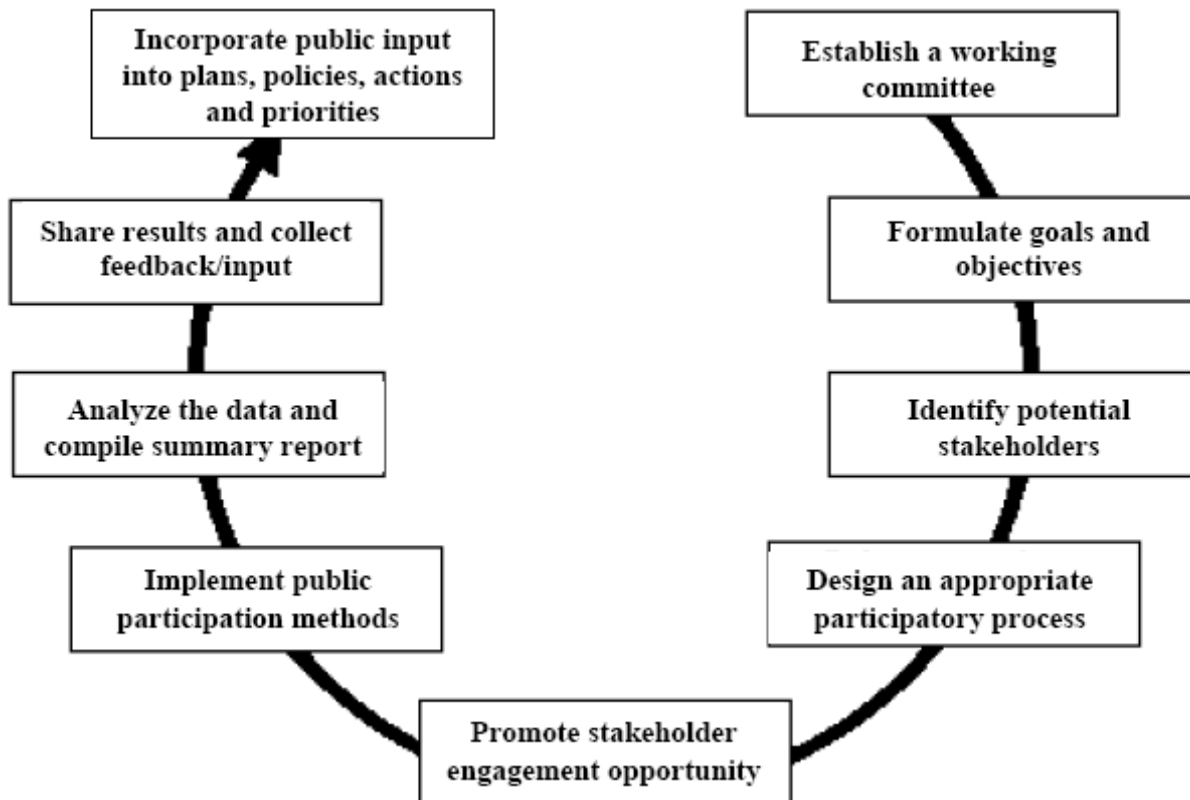 Incorporate public input
into plans, policies, actions
and priorities
Establish a working
committee
Share results and collect
feedback/input
Formulate goals and
objectives
Analyze the data and
compile summary report
Identify potential
stakeholders
Implement public
participation methods
Design an appropriate
participatory process
Promote stakeholder
engagement opportunity